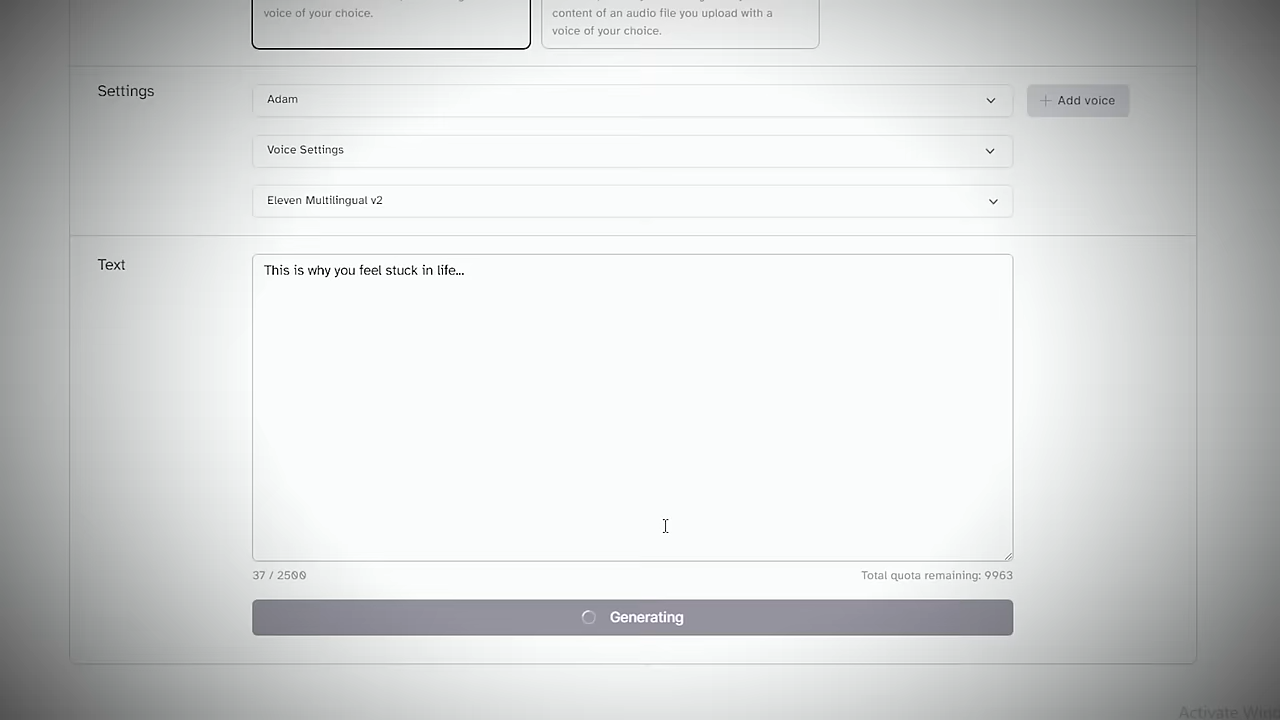 voice of your choice.
content of an audio file you upload with a
voice of your choice.
Settings
Adam
Add voice
Voice Settings
Eleven Multilingual v2
Text
This is why you feel stuck in life...
37 / 2500
Total quota remaining: 9963
Generating
Activate Win